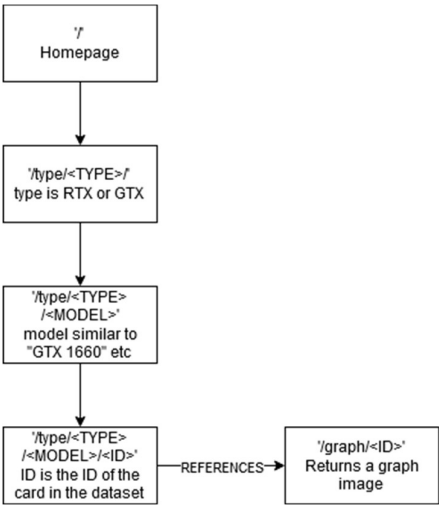 '/'
Homepage
'/type/<TYPE>/'
type is RTX or GTX
'/type/<TYPE>
/<MODEL>'
model similar to
"GTX 1660" etc
'/type/<TYPE>
/<MODEL>/<ID>'
ID is the ID of the
card in the dataset
REFERENCES
'/graph/<ID>'
Returns a graph
image